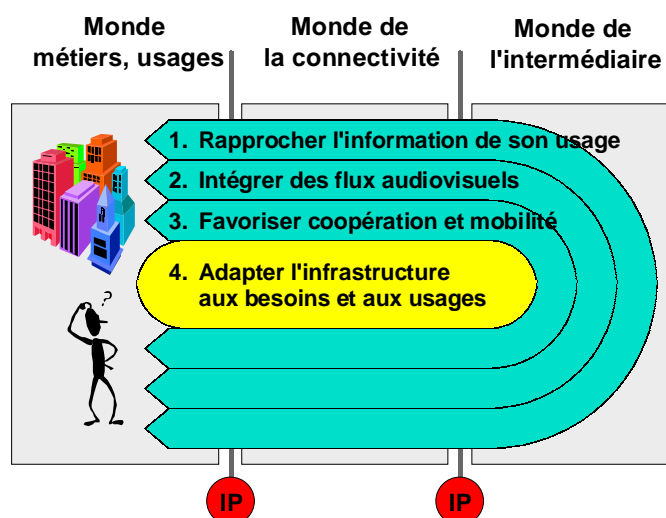 Monde
métiers, usages
Monde de
la connectivité
Monde de
l'intermédiaire
1. Rapprocher l'information de son usage
2. Intégrer des flux audiovisuels
3. Favoriser coopération et mobilité
4. Adapter l'infrastructure
aux besoins et aux usages
?
IP
IP